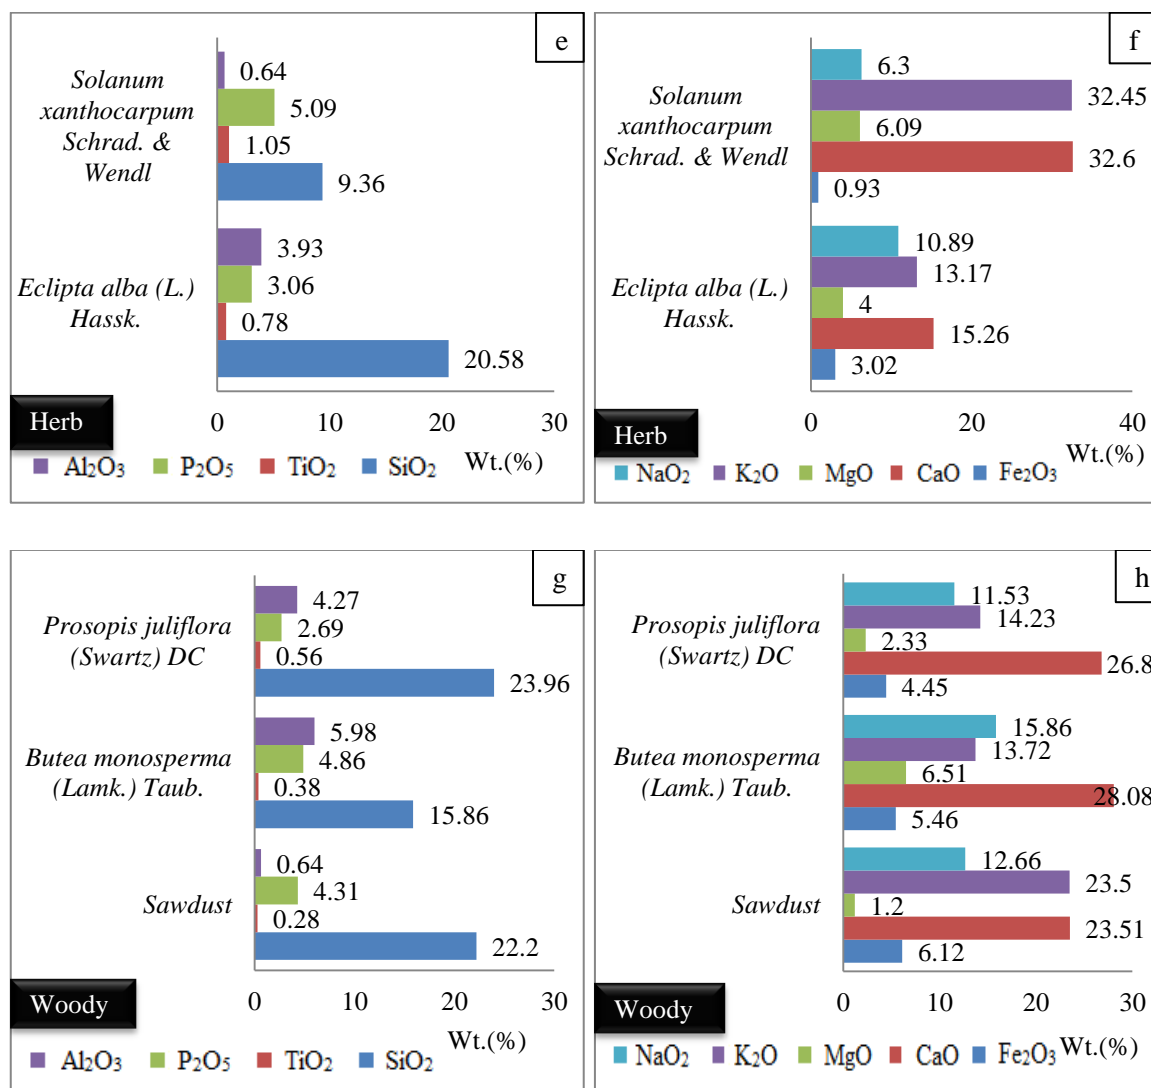 e
Solanum
xanthocarpum
Schrad. &
Wendl
0.64
5.09
1.05
9.36
Eclipta alba (L.)
Hassk.
3.93
3.06
0.78
20.58
Herb
0 10 20 30
Al₂O₃ P₂O₅ TiO₂ SiO₂ Wt.(%)
f
Solanum
xanthocarpum
Schrad. & Wendl
6.3
32.45
6.09
32.6
0.93
Eclipta alba (L.)
Hassk.
10.89
13.17
4
15.26
3.02
Herb
0 20 40
Wt.(%)
NaO₂ K₂O MgO CaO Fe₂O₃
g
Prosopis juliflora
(Swartz) DC
4.27
2.69
0.56
23.96
Butea monosperma
(Lamk.) Taub.
5.98
4.86
0.38
15.86
Sawdust
0.64
4.31
0.28
22.2
Woody
0 10 20 30
Wt.(%)
Al₂O₃ P₂O₅ TiO₂ SiO₂
h
Prosopis juliflora
(Swartz) DC
11.53
14.23
2.33
26.8
4.45
Butea monosperma
(Lamk.) Taub.
15.86
13.72
6.51
28.08
5.46
Sawdust
12.66
23.5
1.2
23.51
6.12
Woody
0 10 20 30
NaO₂ K₂O MgO CaO Fe₂O₃ Wt.(%)